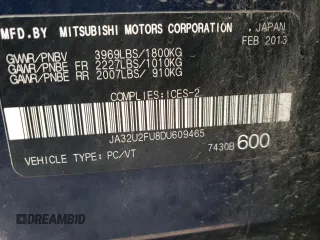 MFD.BY MITSUBISHI MOTORS CORPORATION , JAPAN
FEB 2013
GVWR/PNBV 3969LBS/1800KG
GAWR/PNBE FR 2227LBS/1010KG
GAWR/PNBE RR 2007LBS/ 910KG
COMPLIES:ICES-2
JA32U2FU8DU609465
VEHICLE TYPE: PC/VT 7430B 600
DREAMBID